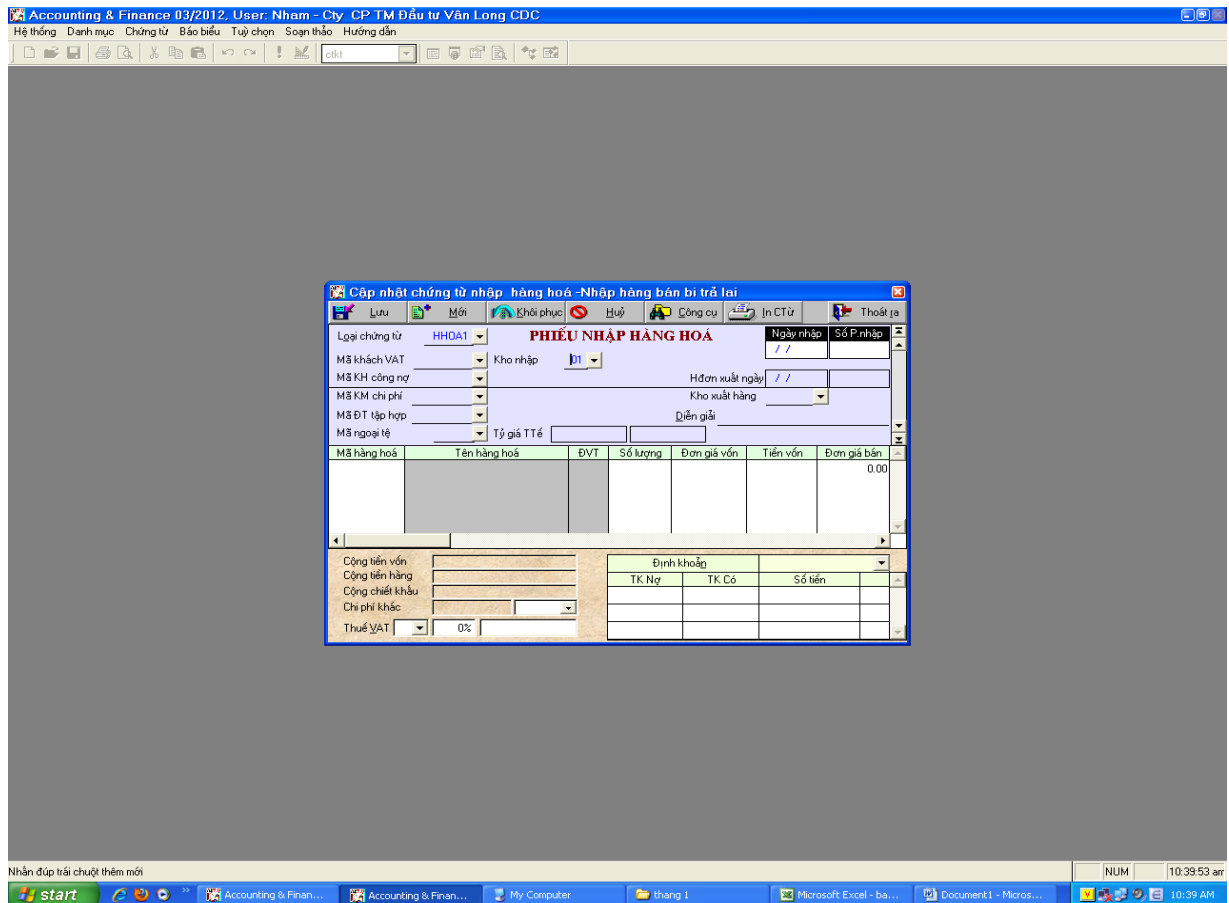 Accounting & Finance 03/2012, User: Nham - Cty CP TM Đầu tư Vân Long CDC
Hệ thống Danh mục Chứng từ Báo biểu Tuỳ chọn Soạn thảo Hướng dẫn
ctkt
Cập nhật chứng từ nhập hàng hoá -Nhập hàng bán bị trả lại
Lưu Mới Khôi phục Huỷ Công cụ In CTừ Thoát ra
Loại chứng từ HHOA1 PHIẾU NHẬP HÀNG HOÁ Ngày nhập Số P.nhập
/ /
Mã khách VAT Kho nhập 01
Mã KH công nợ Hđơn xuất ngày / /
Mã KM chi phí Kho xuất hàng
Mã ĐT tập hợp Diễn giải
Mã ngoại tệ Tỷ giá TTế
Mã hàng hoá Tên hàng hoá ĐVT Số lượng Đơn giá vốn Tiền vốn Đơn giá bán
0.00
Cộng tiền vốn Định khoản
Cộng tiền hàng TK Nợ TK Có Số tiền
Cộng chiết khấu
Chi phí khác
Thuế VAT 0%
Nhấn đúp trái chuột thêm mới NUM 10:39:53 am
start Accounting & Finan... Accounting & Finan... My Computer thang 1 Microsoft Excel - ba... Document1 - Micros... V E 10:39 AM